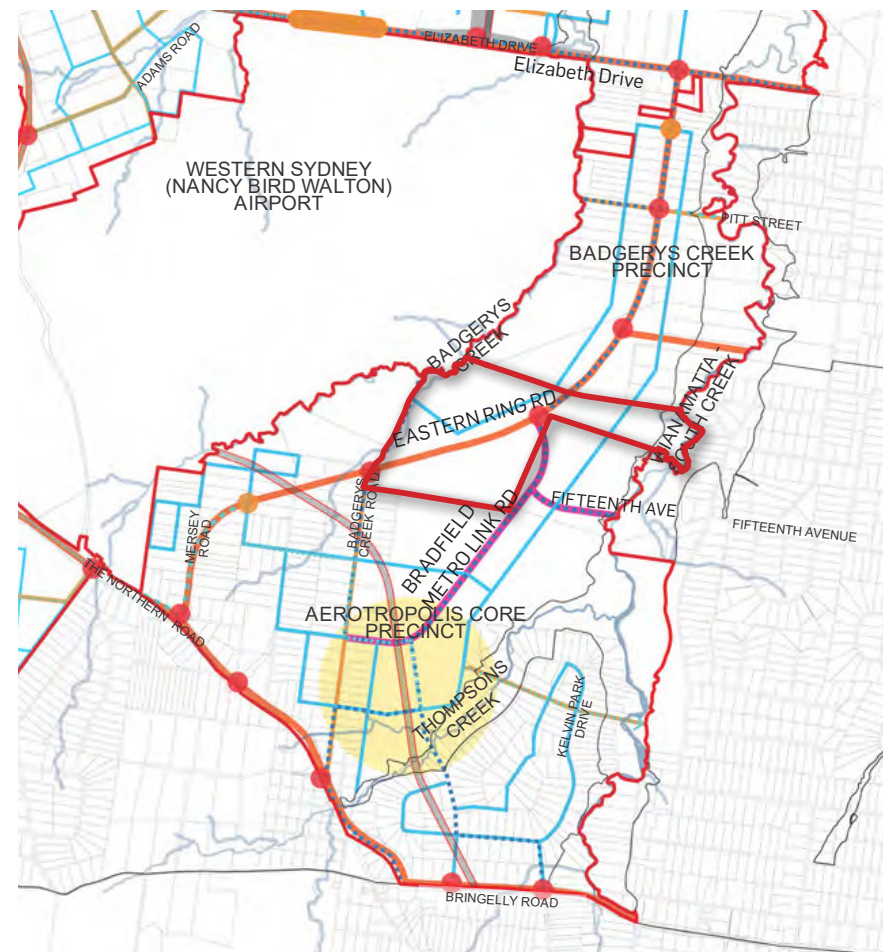 ELIZABETH DRIVE
Elizabeth Drive
ADAMS ROAD
WESTERN SYDNEY
(NANCY BIRD WALTON)
AIRPORT
PITT STREET
BADGERYS CREEK
PRECINCT
BADGERYS
CREEK
WIANAMATTA -
SOUTH CREEK
EASTERN RING RD
BADGERYS
CREEK ROAD
MERSEY
ROAD
BRADFIELD
METRO LINK RD
FIFTEENTH AVE
FIFTEENTH AVENUE
THE NORTHERN ROAD
AEROTROPOLIS CORE
PRECINCT
THOMPSONS
CREEK
KELVIN PARK
DRIVE
BRINGELLY ROAD